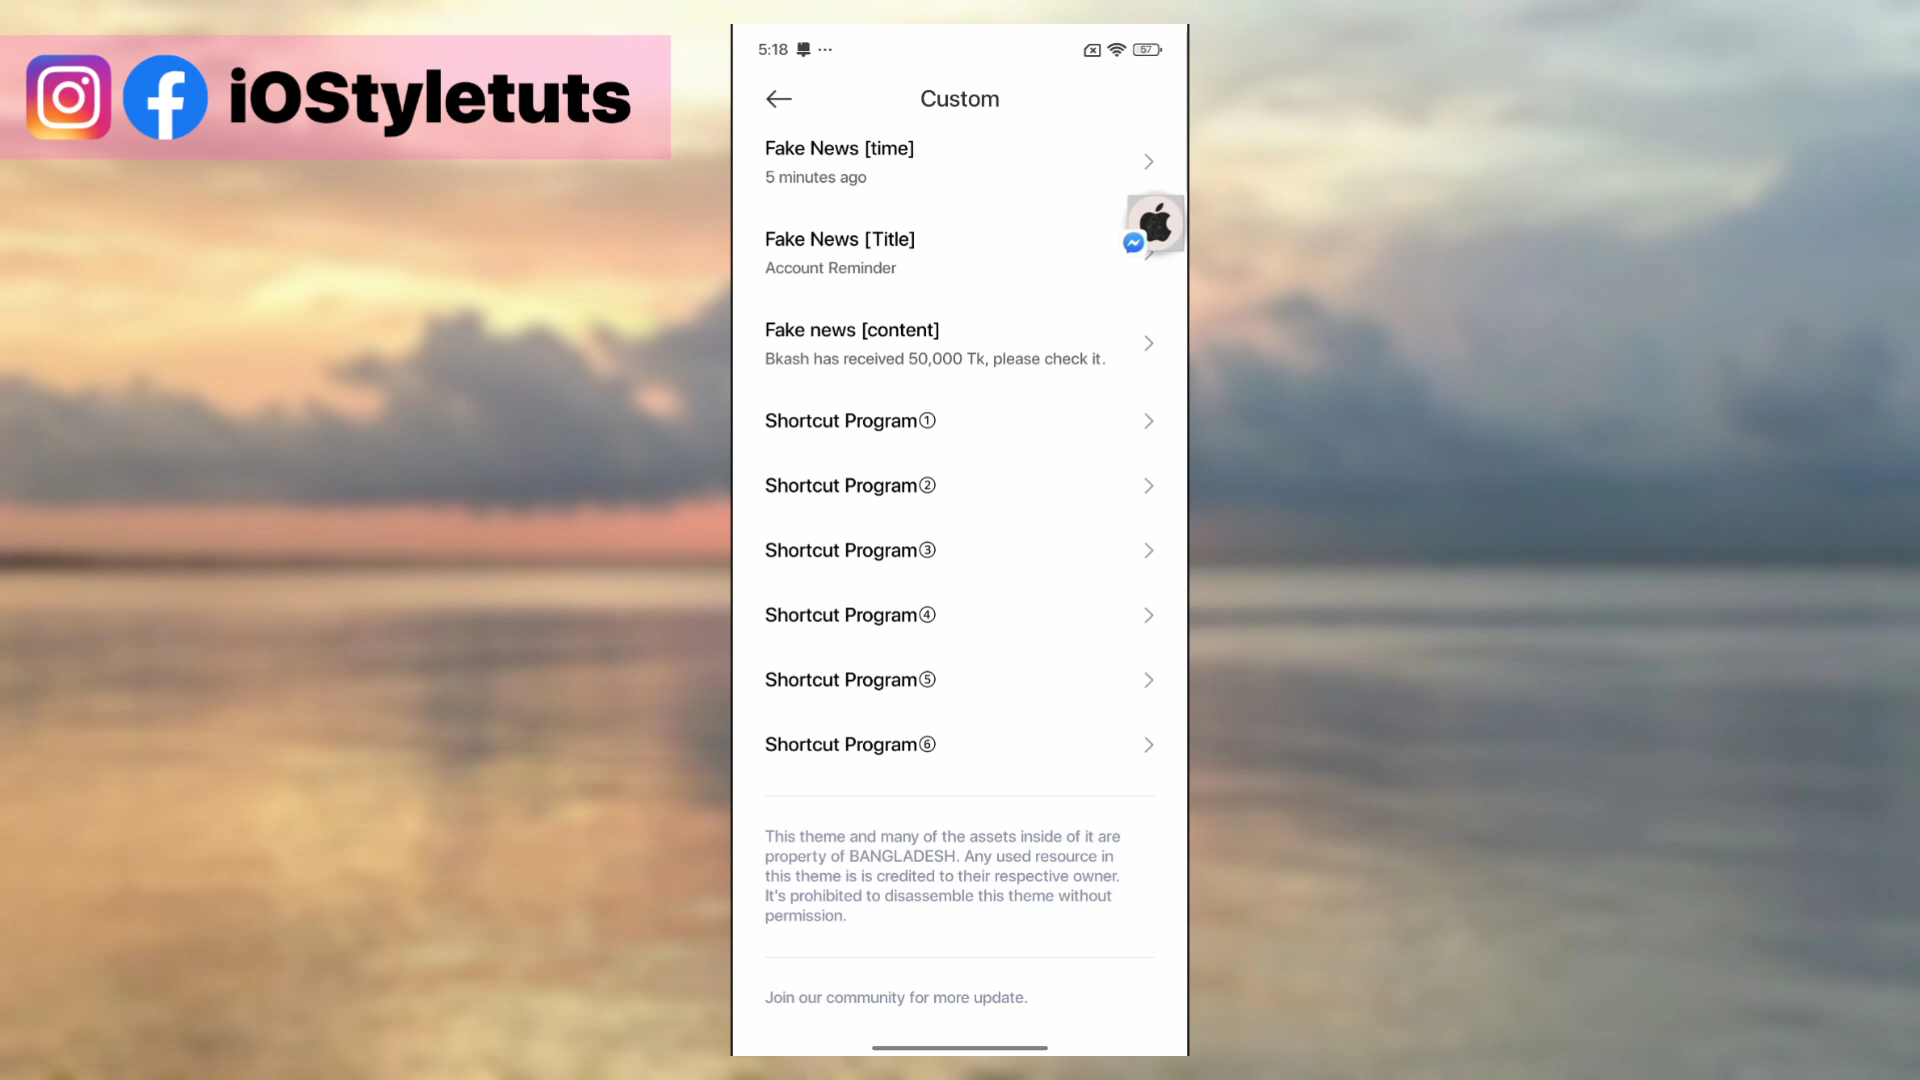 iOStyletuts
5:18
57
Custom
Fake News [time]
5 minutes ago
Fake News [Title]
Account Reminder
Fake news [content]
Bkash has received 50,000 Tk, please check it.
Shortcut Program①
Shortcut Program②
Shortcut Program③
Shortcut Program④
Shortcut Program⑤
Shortcut Program⑥
This theme and many of the assets inside of it are
property of BANGLADESH. Any used resource in
this theme is is credited to their respective owner.
It's prohibited to disassemble this theme without
permission.
Join our community for more update.